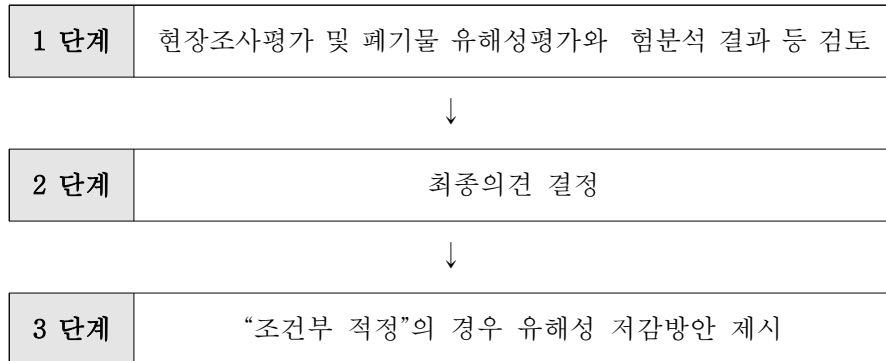 1 단계 현장조사평가 및 폐기물 유해성평가와 험분석 결과 등 검토
↓
2 단계 최종의견 결정
↓
3 단계 “조건부 적정”의 경우 유해성 저감방안 제시